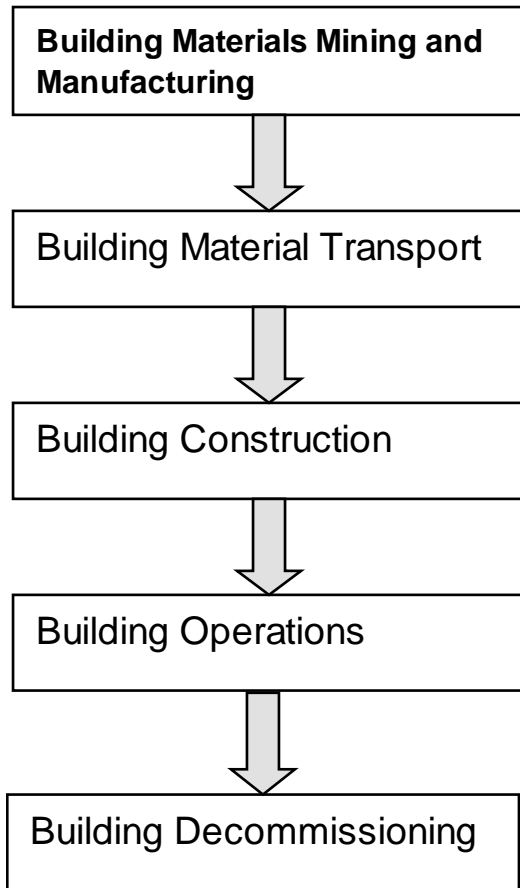 Building Materials Mining and
Manufacturing
Building Material Transport
Building Construction
Building Operations
Building Decommissioning